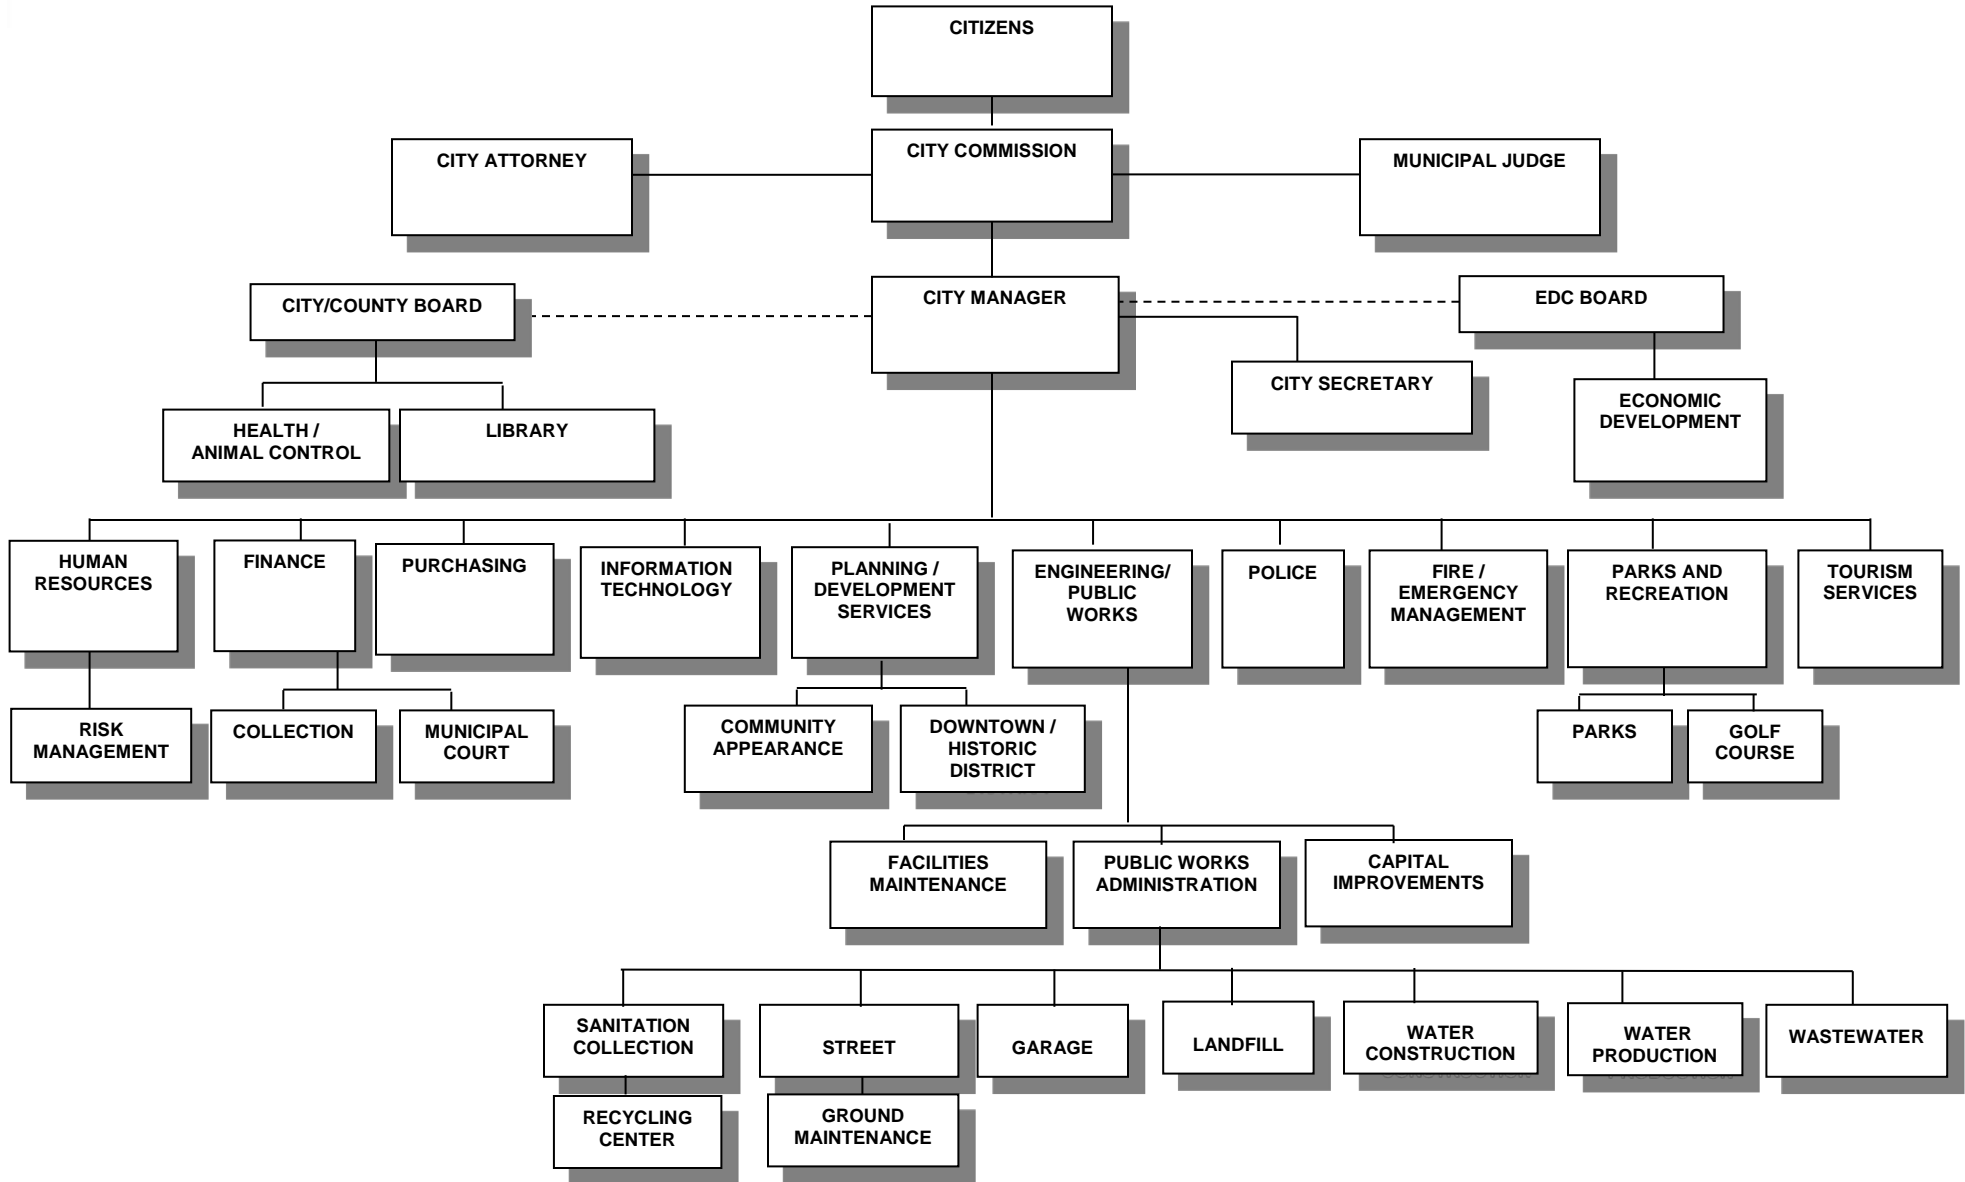 CITIZENS
CITY ATTORNEY
CITY COMMISSION
MUNICIPAL JUDGE
CITY/COUNTY BOARD
CITY MANAGER
EDC BOARD
CITY SECRETARY
HEALTH /
ANIMAL CONTROL
LIBRARY
ECONOMIC
DEVELOPMENT
HUMAN
RESOURCES
FINANCE
PURCHASING
INFORMATION
TECHNOLOGY
PLANNING /
DEVELOPMENT
SERVICES
ENGINEERING/
PUBLIC
WORKS
POLICE
FIRE /
EMERGENCY
MANAGEMENT
PARKS AND
RECREATION
TOURISM
SERVICES
RISK
MANAGEMENT
COLLECTION
MUNICIPAL
COURT
COMMUNITY
APPEARANCE
DOWNTOWN /
HISTORIC
DISTRICT
PARKS
GOLF
COURSE
FACILITIES
MAINTENANCE
PUBLIC WORKS
ADMINISTRATION
CAPITAL
IMPROVEMENTS
SANITATION
COLLECTION
STREET
GARAGE
LANDFILL
WATER
CONSTRUCTION
WATER
PRODUCTION
WASTEWATER
RECYCLING
CENTER
GROUND
MAINTENANCE